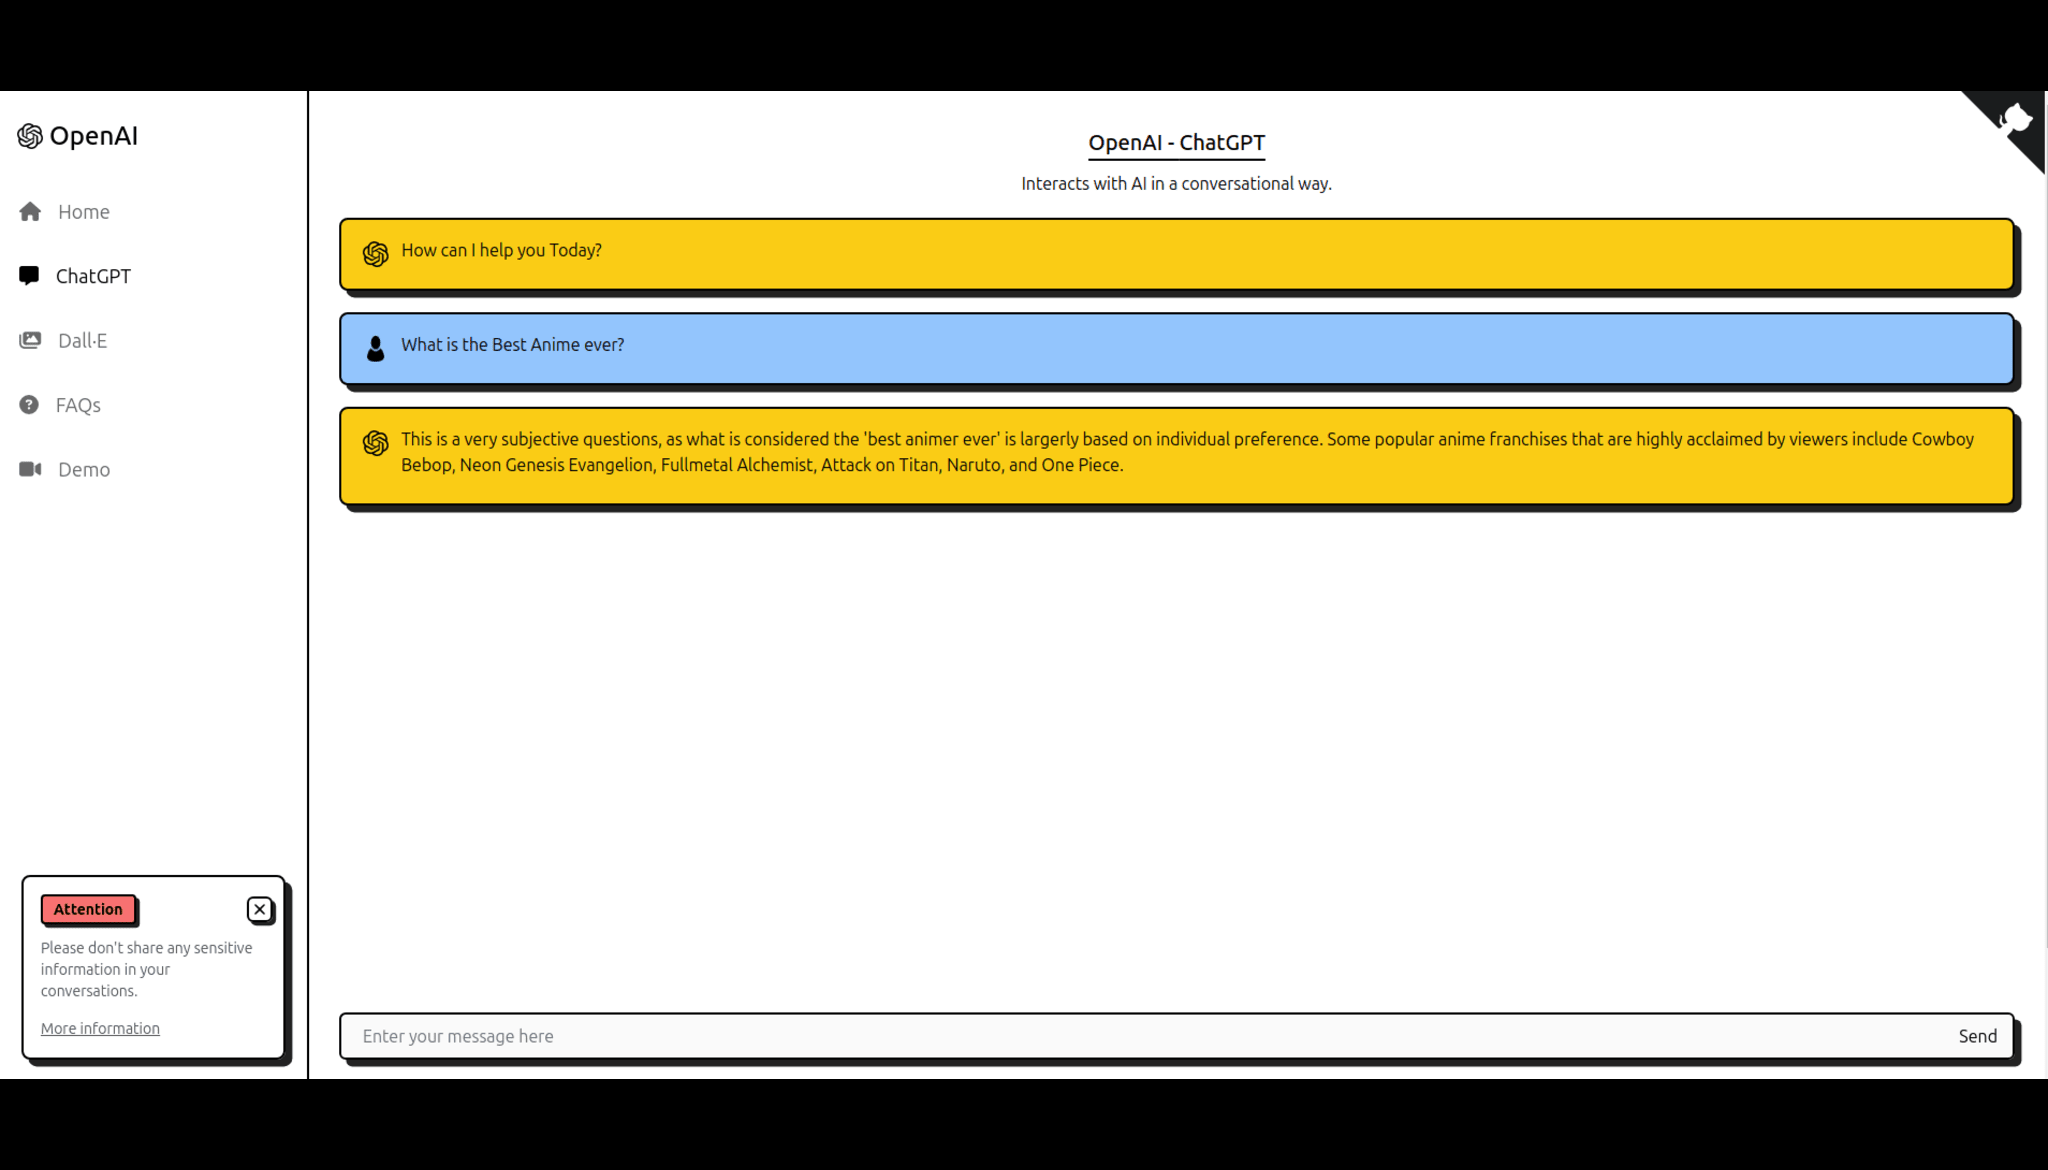 OpenAI
Home
ChatGPT
Dall·E
FAQs
Demo
Attention
Please don't share any sensitive
information in your
conversations.
More information
OpenAI - ChatGPT
Interacts with AI in a conversational way.
How can I help you Today?
What is the Best Anime ever?
This is a very subjective questions, as what is considered the 'best animer ever' is largely based on individual preference. Some popular anime franchises that are highly acclaimed by viewers include Cowboy
Bebop, Neon Genesis Evangelion, Fullmetal Alchemist, Attack on Titan, Naruto, and One Piece.
Enter your message here
Send